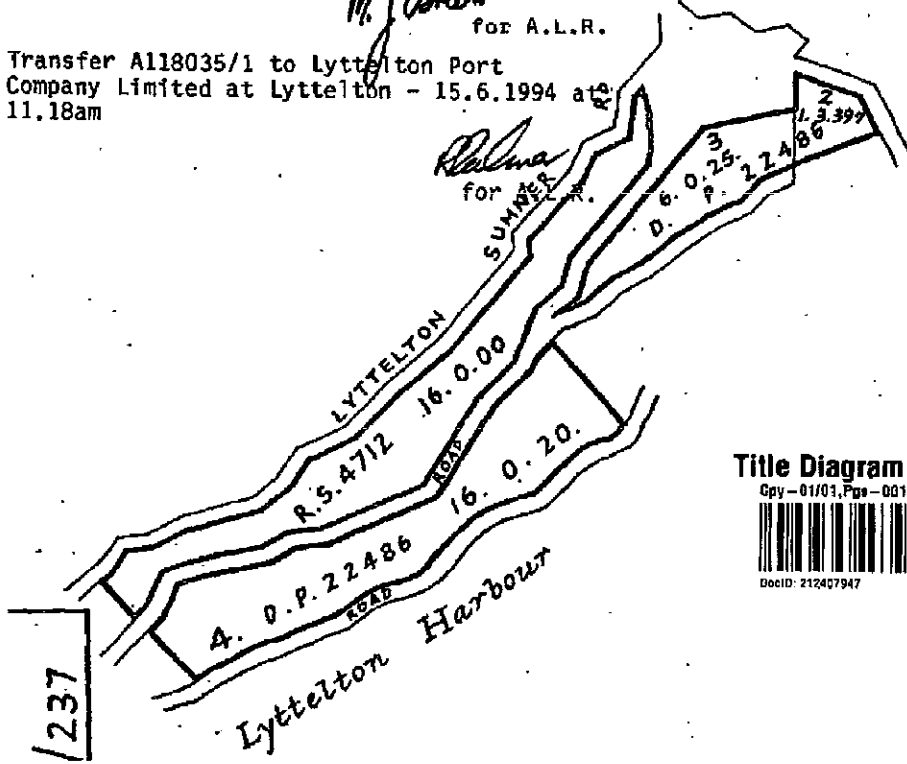 for A.L.R.
Transfer A118035/1 to Lyttelton Port
Company Limited at Lyttelton - 15.6.1994 at
11.18am
for A.L.R.
LYTTELTON SUMNER RD
2
1. 3.39
3
6. 0. 25.
D. P. 22486
R.S. 4712 16. 0. 00
ROAD
4. D.P. 22486 16. 0. 20.
ROAD
Lyttelton Harbour
Title Diagram
Cpy-01/01,Pgs-001
DocID: 212407947
/237